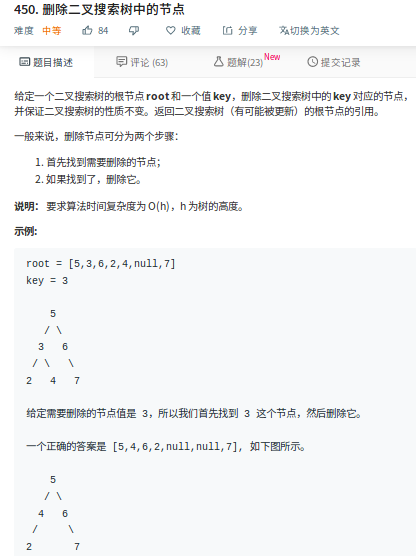 450. 删除二叉搜索树中的节点
难度 中等 84 收藏 分享 切换为英文
题目描述 评论 (63) 题解(23) New 提交记录
给定一个二叉搜索树的根节点 root 和一个值 key，删除二叉搜索树中的 key 对应的节点，
并保证二叉搜索树的性质不变。返回二叉搜索树（有可能被更新）的根节点的引用。
一般来说，删除节点可分为两个步骤：
1. 首先找到需要删除的节点；
2. 如果找到了，删除它。
说明： 要求算法时间复杂度为 O(h)，h 为树的高度。
示例:
root = [5,3,6,2,4,null,7]
key = 3
5
/ \
3 6
/ \ \
2 4 7
给定需要删除的节点值是 3，所以我们首先找到 3 这个节点，然后删除它。
一个正确的答案是 [5,4,6,2,null,null,7], 如下图所示。
5
/ \
4 6
/ \
2 7